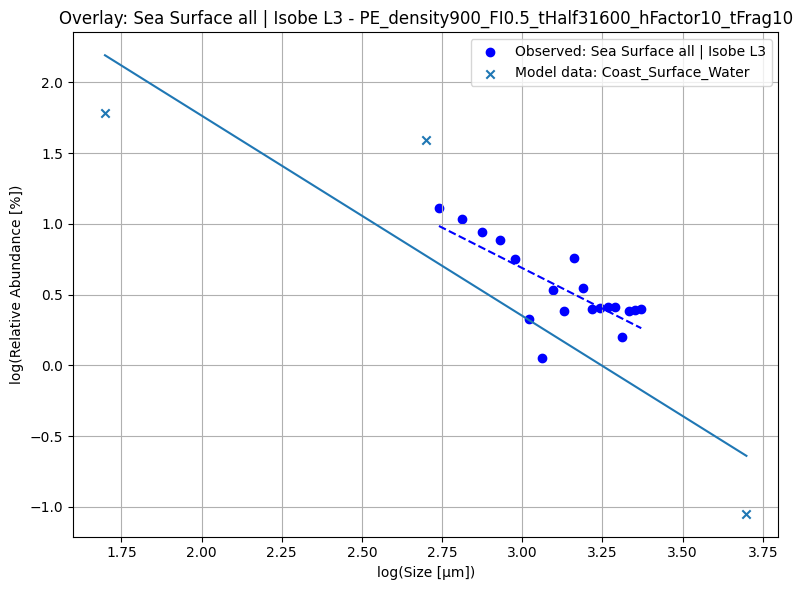 Overlay: Sea Surface all | Isobe L3 - PE_density900_FI0.5_tHalf31600_hFactor10_tFrag10
Observed: Sea Surface all | Isobe L3
Model data: Coast_Surface_Water
log(Relative Abundance [%])
2.0
1.5
1.0
0.5
0.0
−0.5
−1.0
1.75 2.00 2.25 2.50 2.75 3.00 3.25 3.50 3.75
log(Size [μm])